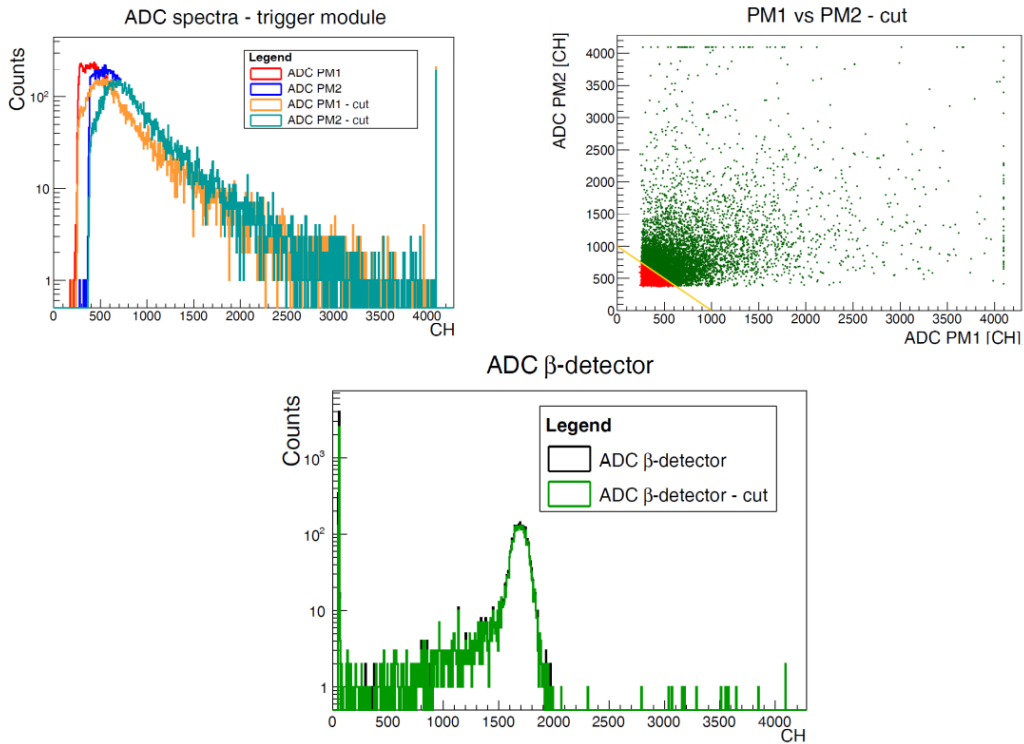 ADC spectra - trigger module
Counts
10²
10
1
Legend
ADC PM1
ADC PM2
ADC PM1 - cut
ADC PM2 - cut
0 500 1000 1500 2000 2500 3000 3500 4000
CH
PM1 vs PM2 - cut
ADC PM2 [CH]
4000
3500
3000
2500
2000
1500
1000
500
0
0 500 1000 1500 2000 2500 3000 3500 4000
ADC PM1 [CH]
ADC β-detector
Counts
10³
10²
10
1
Legend
ADC β-detector
ADC β-detector - cut
0 500 1000 1500 2000 2500 3000 3500 4000
CH